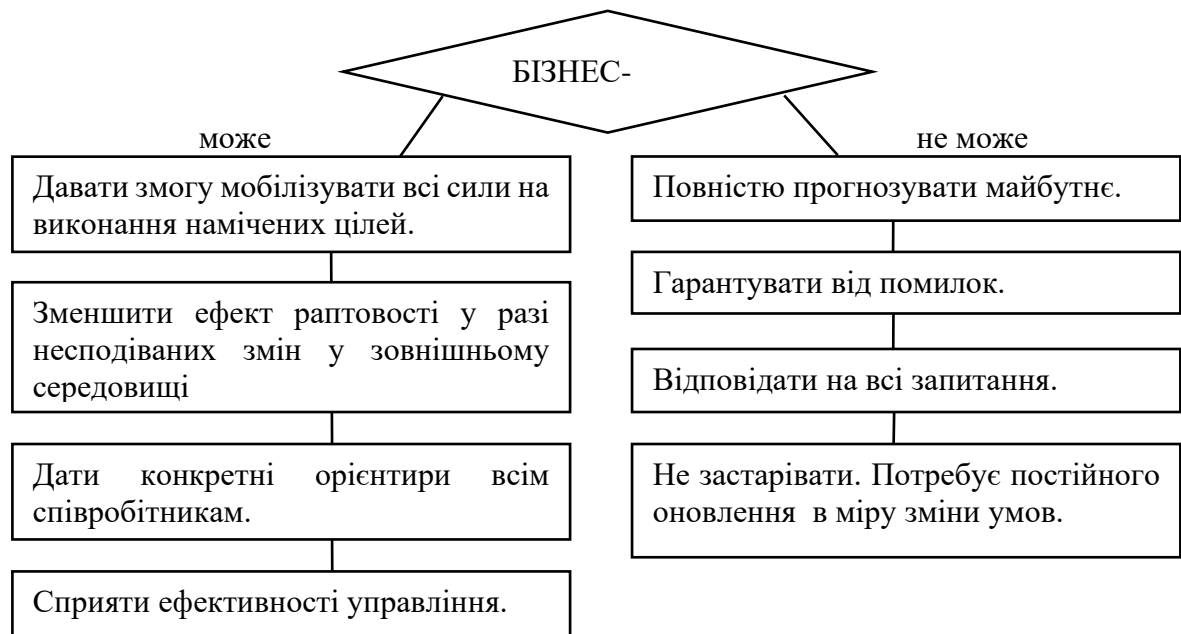 БІЗНЕС-
може
не може
Давати змогу мобілізувати всі сили на
виконання намічених цілей.
Зменшити ефект раптовості у разі
несподіваних змін у зовнішньому
середовищі
Дати конкретні орієнтири всім
співробітникам.
Сприяти ефективності управління.
Повністю прогнозувати майбутнє.
Гарантувати від помилок.
Відповідати на всі запитання.
Не застарівати. Потребує постійного
оновлення в міру зміни умов.